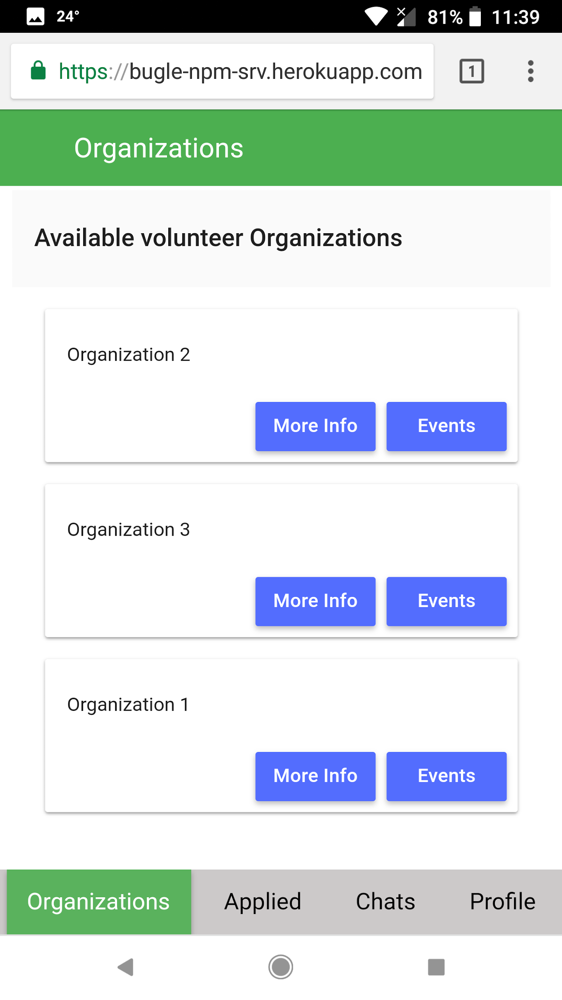 24° 81% 11:39
https://bugle-npm-srv.herokuapp.com 1
Organizations
Available volunteer Organizations
Organization 2
More Info Events
Organization 3
More Info Events
Organization 1
More Info Events
Organizations Applied Chats Profile